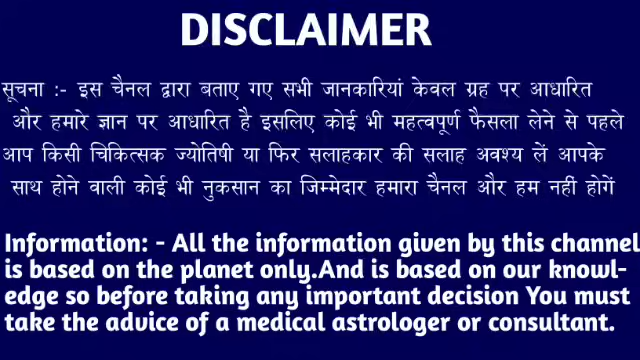 DISCLAIMER
सूचना :- इस चैनल द्वारा बताए गए सभी जानकारियां केवल ग्रह पर आधारित
और हमारे ज्ञान पर आधारित है इसलिए कोई भी महत्वपूर्ण फैसला लेने से पहले
आप किसी चिकित्सक ज्योतिषी या फिर सलाहकार की सलाह अवश्य लें आपके
साथ होने वाली कोई भी नुकसान का जिम्मेदार हमारा चैनल और हम नहीं होगें
Information: - All the information given by this channel
is based on the planet only.And is based on our knowl-
edge so before taking any important decision You must
take the advice of a medical astrologer or consultant.